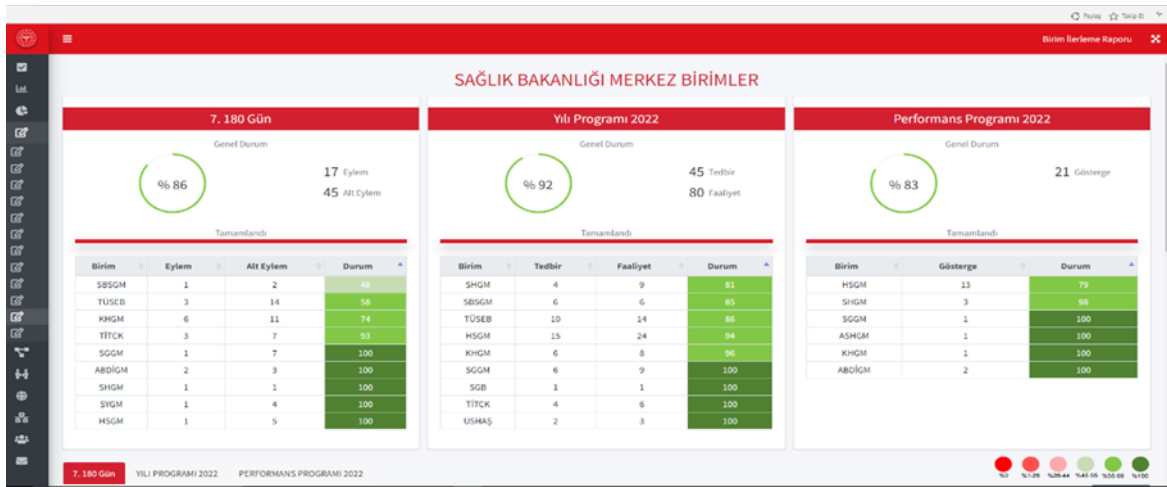 Paylaş Takip Et
Birim İlerleme Raporu
SAĞLIK BAKANLIĞI MERKEZ BİRİMLER
7. 180 Gün
Genel Durum
% 86
17 Eylem
45 Alt Eylem
Tamamlandı
Birim Eylem Alt Eylem Durum
SBSGM 1 2 48
TÜSEB 3 14 58
KHGM 6 11 74
TİTCK 3 7 93
SGGM 1 7 100
ABDİGM 2 3 100
SHGM 1 1 100
SYGM 1 4 100
HSGM 1 5 100
Yılı Programı 2022
Genel Durum
% 92
45 Tedbir
80 Faaliyet
Tamamlandı
Birim Tedbir Faaliyet Durum
SHGM 4 9 81
SBSGM 6 6 85
TÜSEB 10 14 86
HSGM 15 24 94
KHGM 6 8 96
SGGM 6 9 100
SGB 1 1 100
TİTCK 4 6 100
USHAŞ 2 3 100
Performans Programı 2022
Genel Durum
% 83
21 Gösterge
Tamamlandı
Birim Gösterge Durum
HSGM 13 79
SHGM 3 98
SGGM 1 100
ASHGM 1 100
KHGM 1 100
ABDİGM 2 100
7. 180 Gün YILI PROGRAMI 2022 PERFORMANS PROGRAMI 2022
%0 %1-25 %100